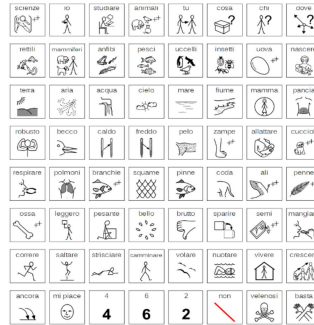 scienze io studiare animali tu cosa chi dove
rettili mammiferi anfibi pesci uccelli insetti uova nascere
terra aria acqua cielo mare fiume mamma pancia
robusto becco caldo freddo pelo zampe allattare
respirare polmoni branchie squame pinne coda ali penne
ossa leggero pesante bello brutto sparire semi
correre saltare strisciare camminare volare nuotare vivere
ancora mi piace 4 6 2 non velenosi basta
4 6 2